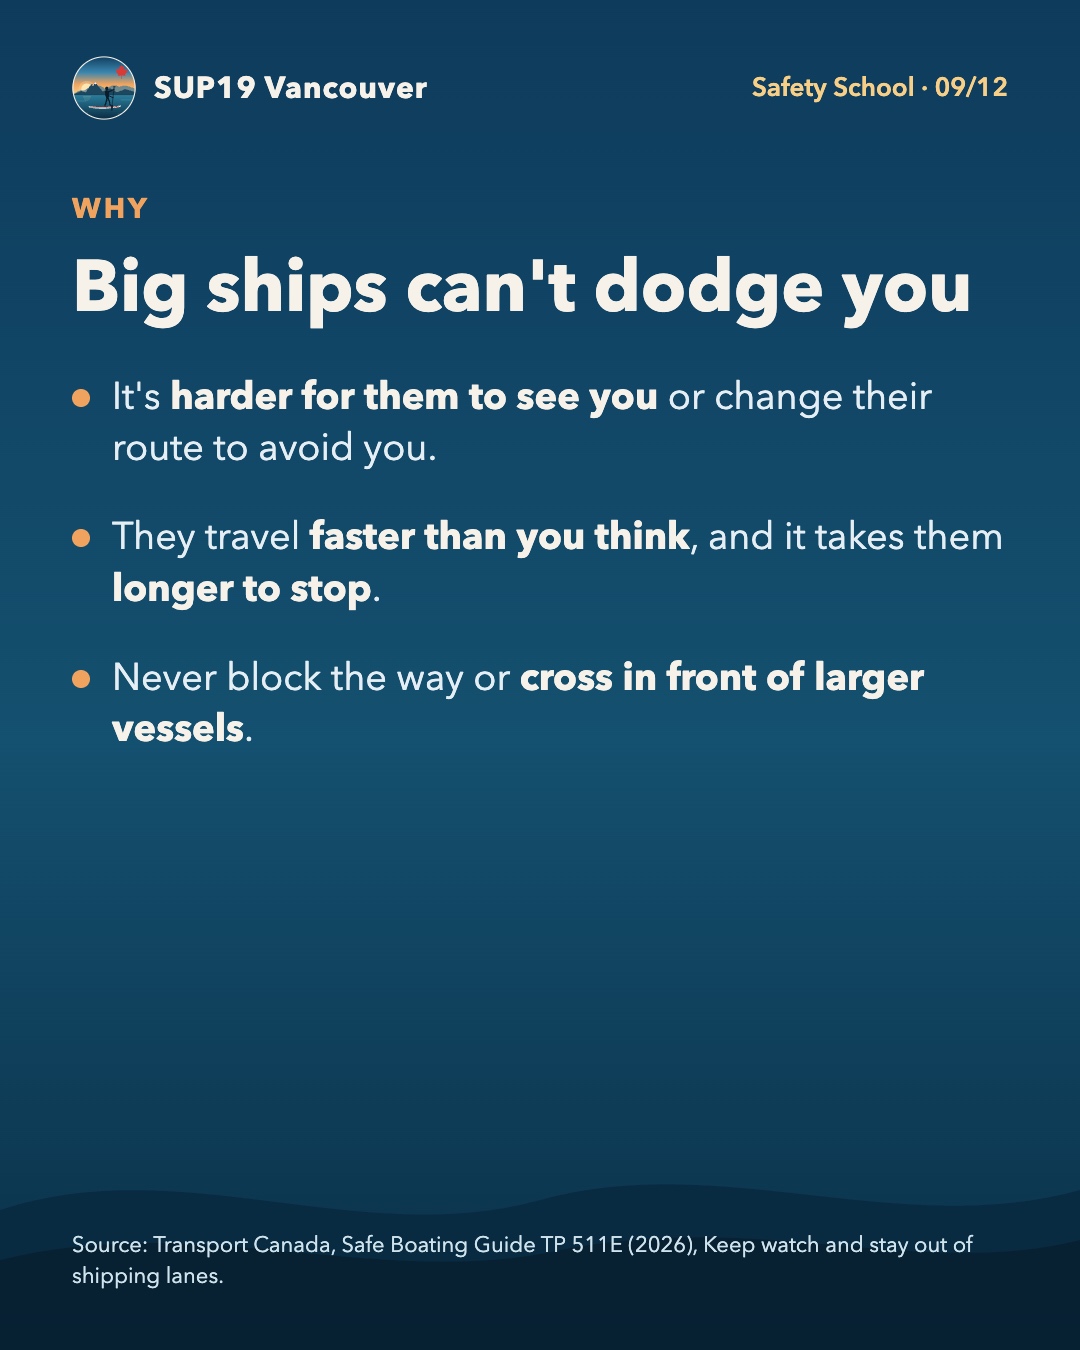 SUP19 Vancouver
Safety School · 09/12
WHY
Big ships can't dodge you
It's harder for them to see you or change their
route to avoid you.
They travel faster than you think, and it takes them
longer to stop.
Never block the way or cross in front of larger
vessels.
Source: Transport Canada, Safe Boating Guide TP 511E (2026), Keep watch and stay out of
shipping lanes.